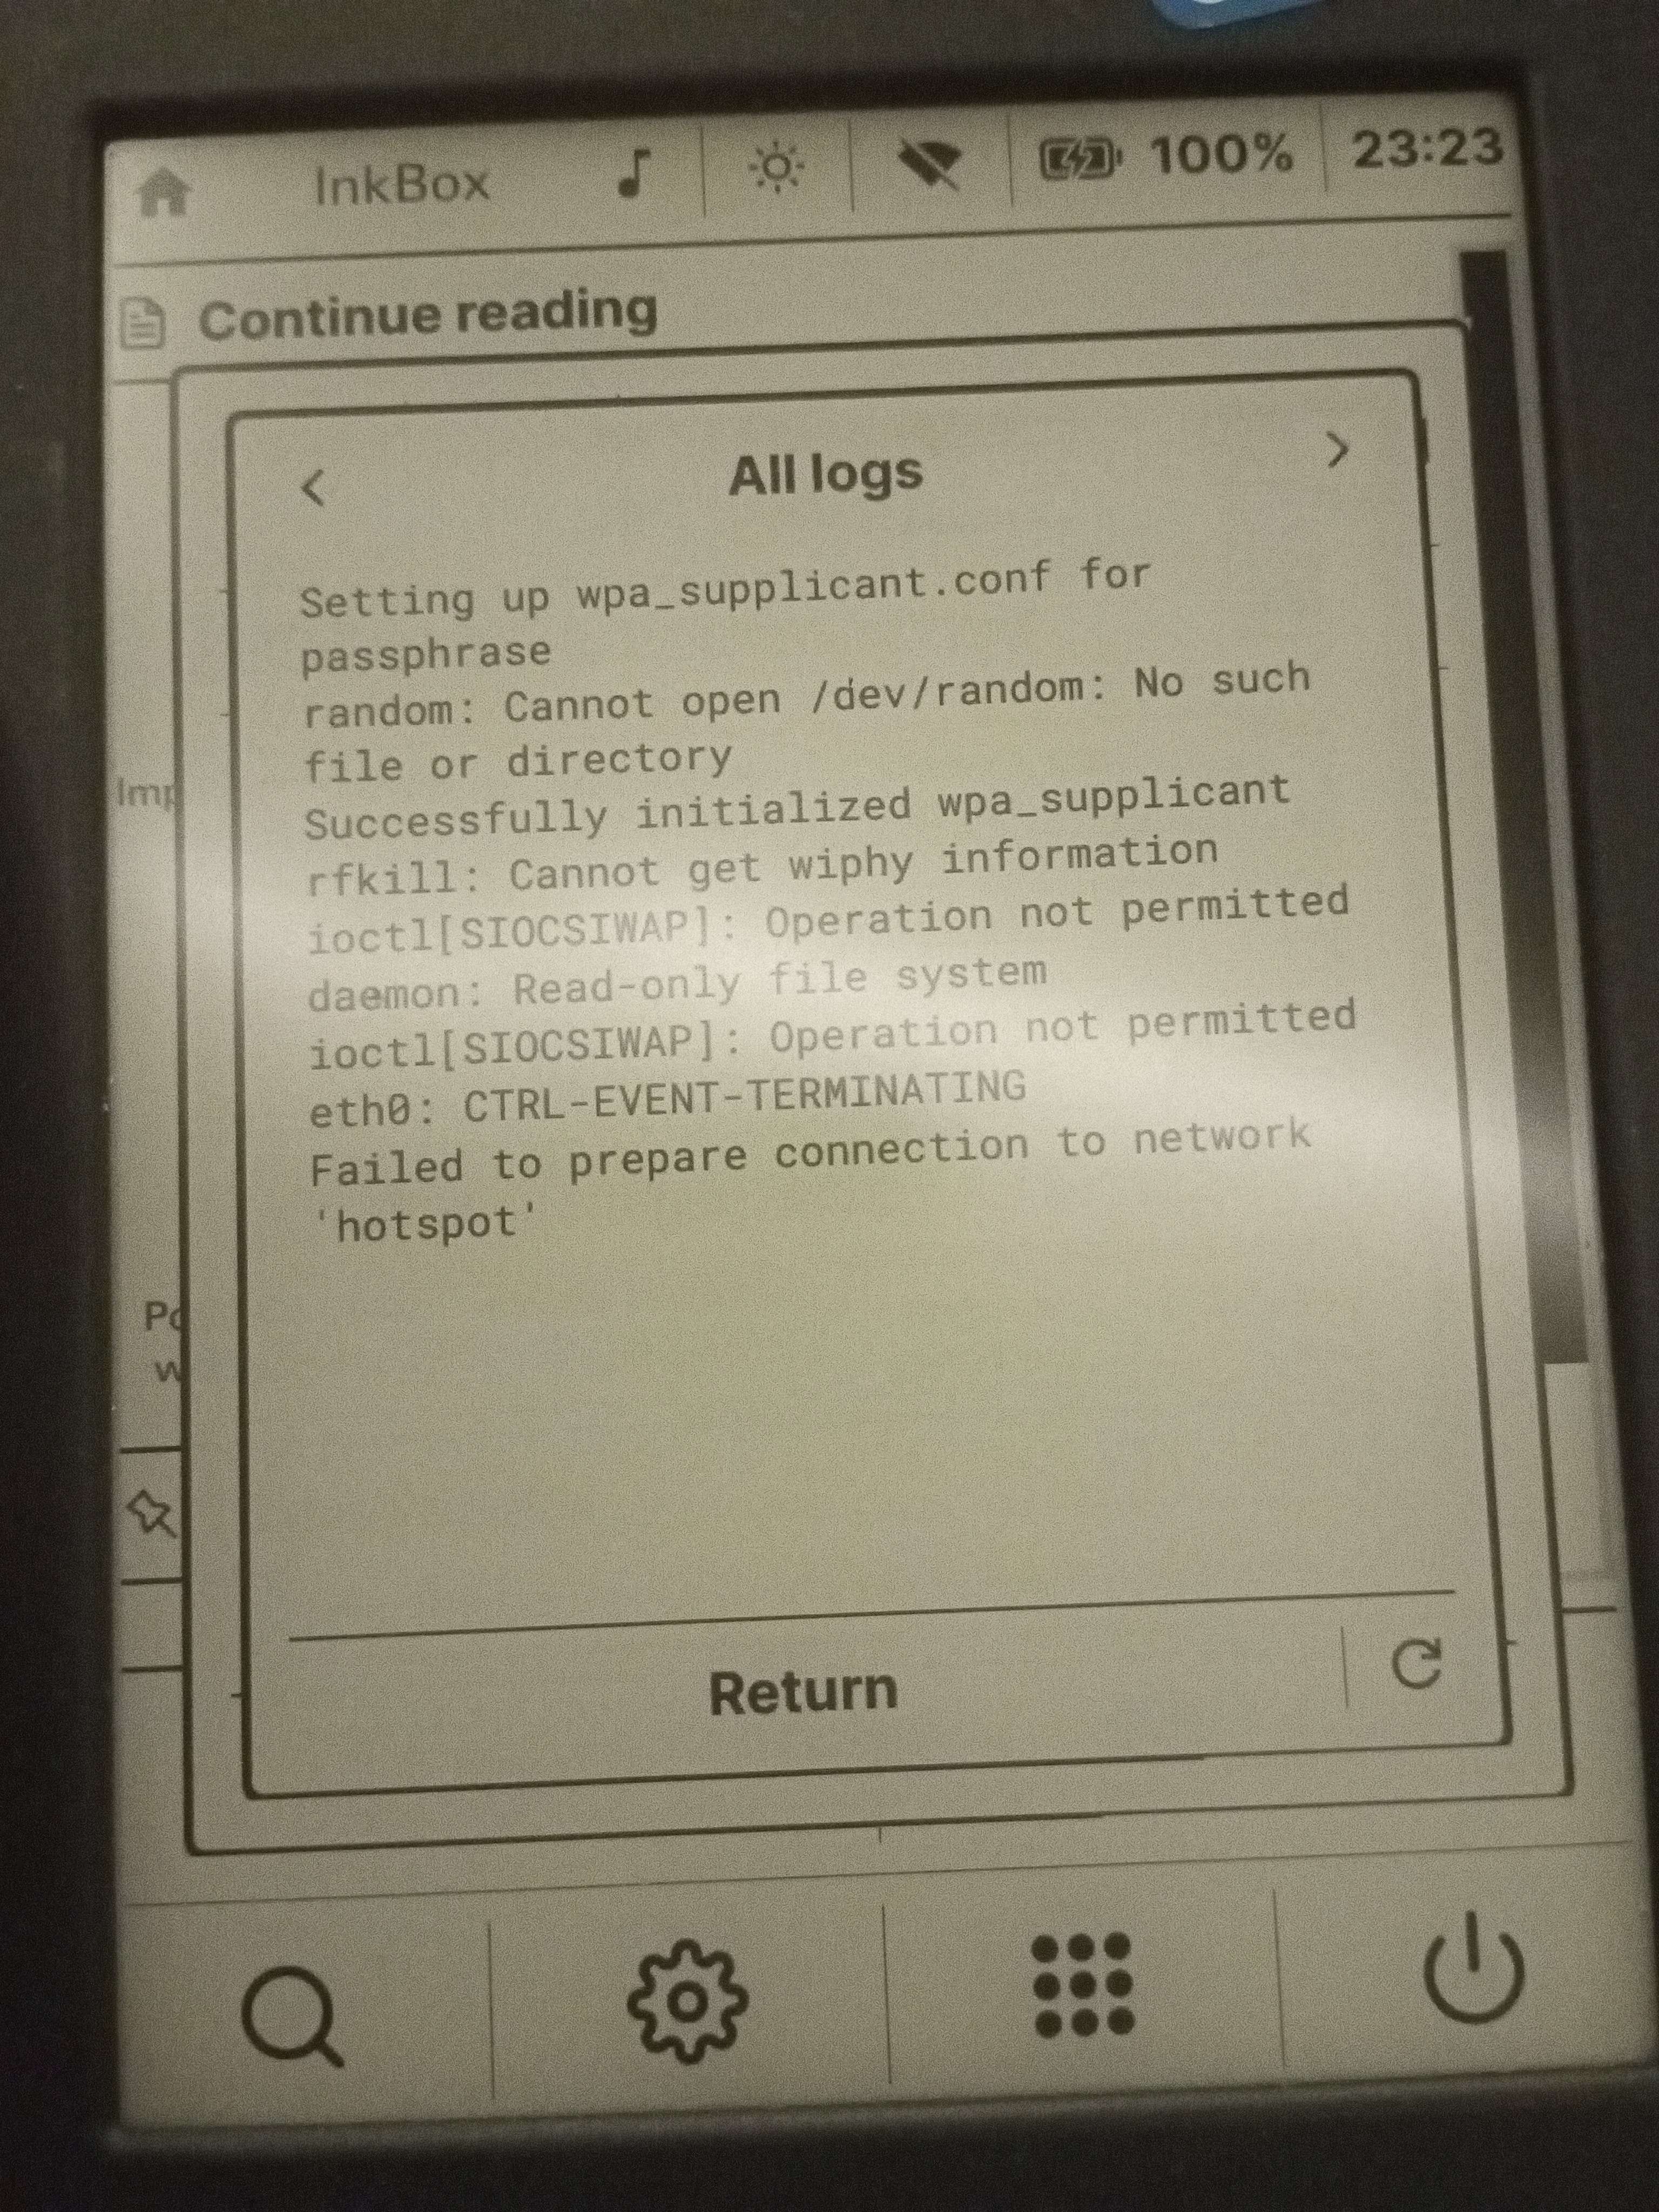 InkBox 100% 23:23
Continue reading
All logs
Setting up wpa_supplicant.conf for
passphrase
random: Cannot open /dev/random: No such
file or directory
Successfully initialized wpa_supplicant
rfkill: Cannot get wiphy information
ioctl[SIOCSIWAP]: Operation not permitted
daemon: Read-only file system
ioctl[SIOCSIWAP]: Operation not permitted
eth0: CTRL-EVENT-TERMINATING
Failed to prepare connection to network
'hotspot'
Return